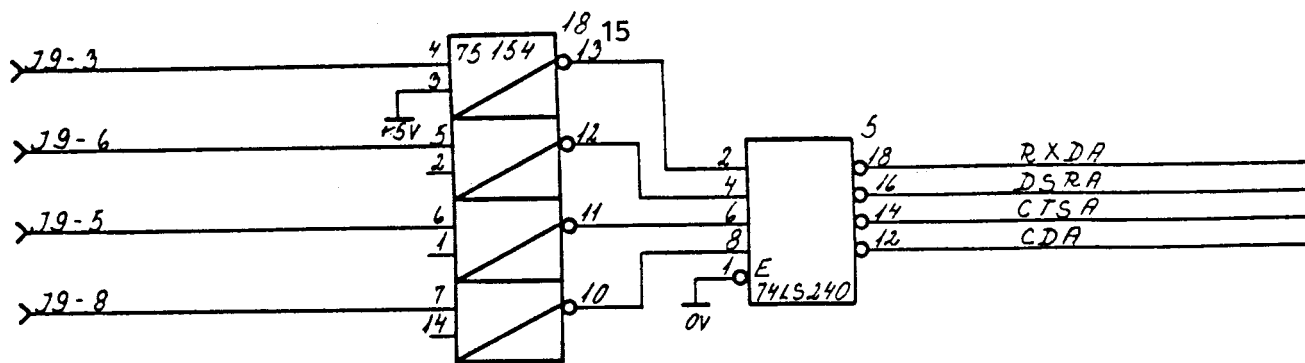 18 15
J9-3 4 75 154 13
3
+5V
J9-6 5 12
2
5
J9-5 6 11
1
J9-8 7 10
14
2 18 RXDA
4 16 DSRA
6 14 CTSA
8 12 CDA
1 E
74LS240
0V